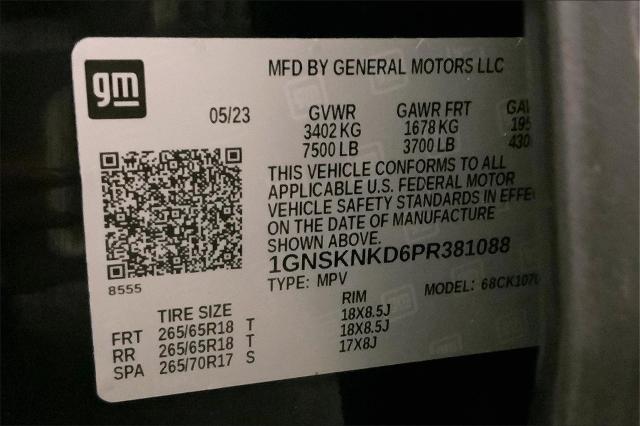 gm
MFD BY GENERAL MOTORS LLC
05/23
GVWR GAWR FRT
3402 KG 1678 KG
7500 LB 3700 LB
THIS VEHICLE CONFORMS TO ALL
APPLICABLE U.S. FEDERAL MOTOR
VEHICLE SAFETY STANDARDS IN
ON THE DATE OF MANUFACTURE
SHOWN ABOVE.
1GNSKNKD6PR381088
8555
TYPE: MPV MODEL:
TIRE SIZE RIM
FRT 265/65R18 T 18X8.5J
RR 265/65R18 T 18X8.5J
SPA 265/70R17 S 17X8J